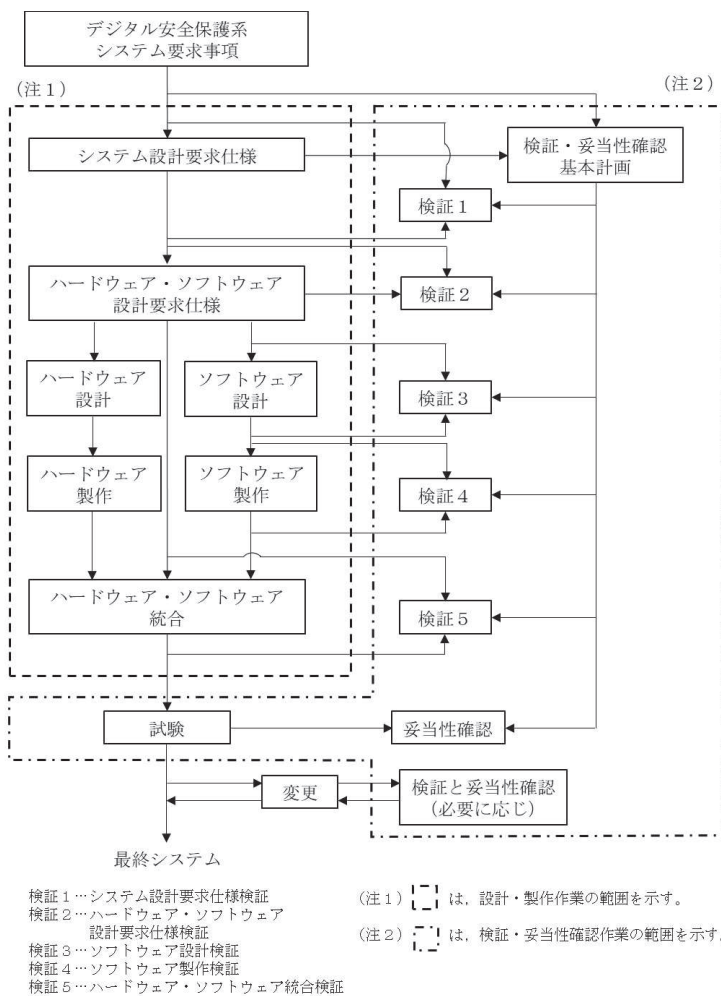 デジタル安全保護系
システム要求事項
(注1)
(注2)
システム設計要求仕様
検証・妥当性確認
基本計画
検証1
ハードウェア・ソフトウェア
設計要求仕様
検証2
ハードウェア
設計
ソフトウェア
設計
検証3
ハードウェア
製作
ソフトウェア
製作
検証4
ハードウェア・ソフトウェア
統合
検証5
試験
妥当性確認
変更
検証と妥当性確認
(必要に応じ)
最終システム
検証1…システム設計要求仕様検証
検証2…ハードウェア・ソフトウェア
設計要求仕様検証
検証3…ソフトウェア設計検証
検証4…ソフトウェア製作検証
検証5…ハードウェア・ソフトウェア統合検証
(注1) は,設計・製作作業の範囲を示す。
(注2) は,検証・妥当性確認作業の範囲を示す。